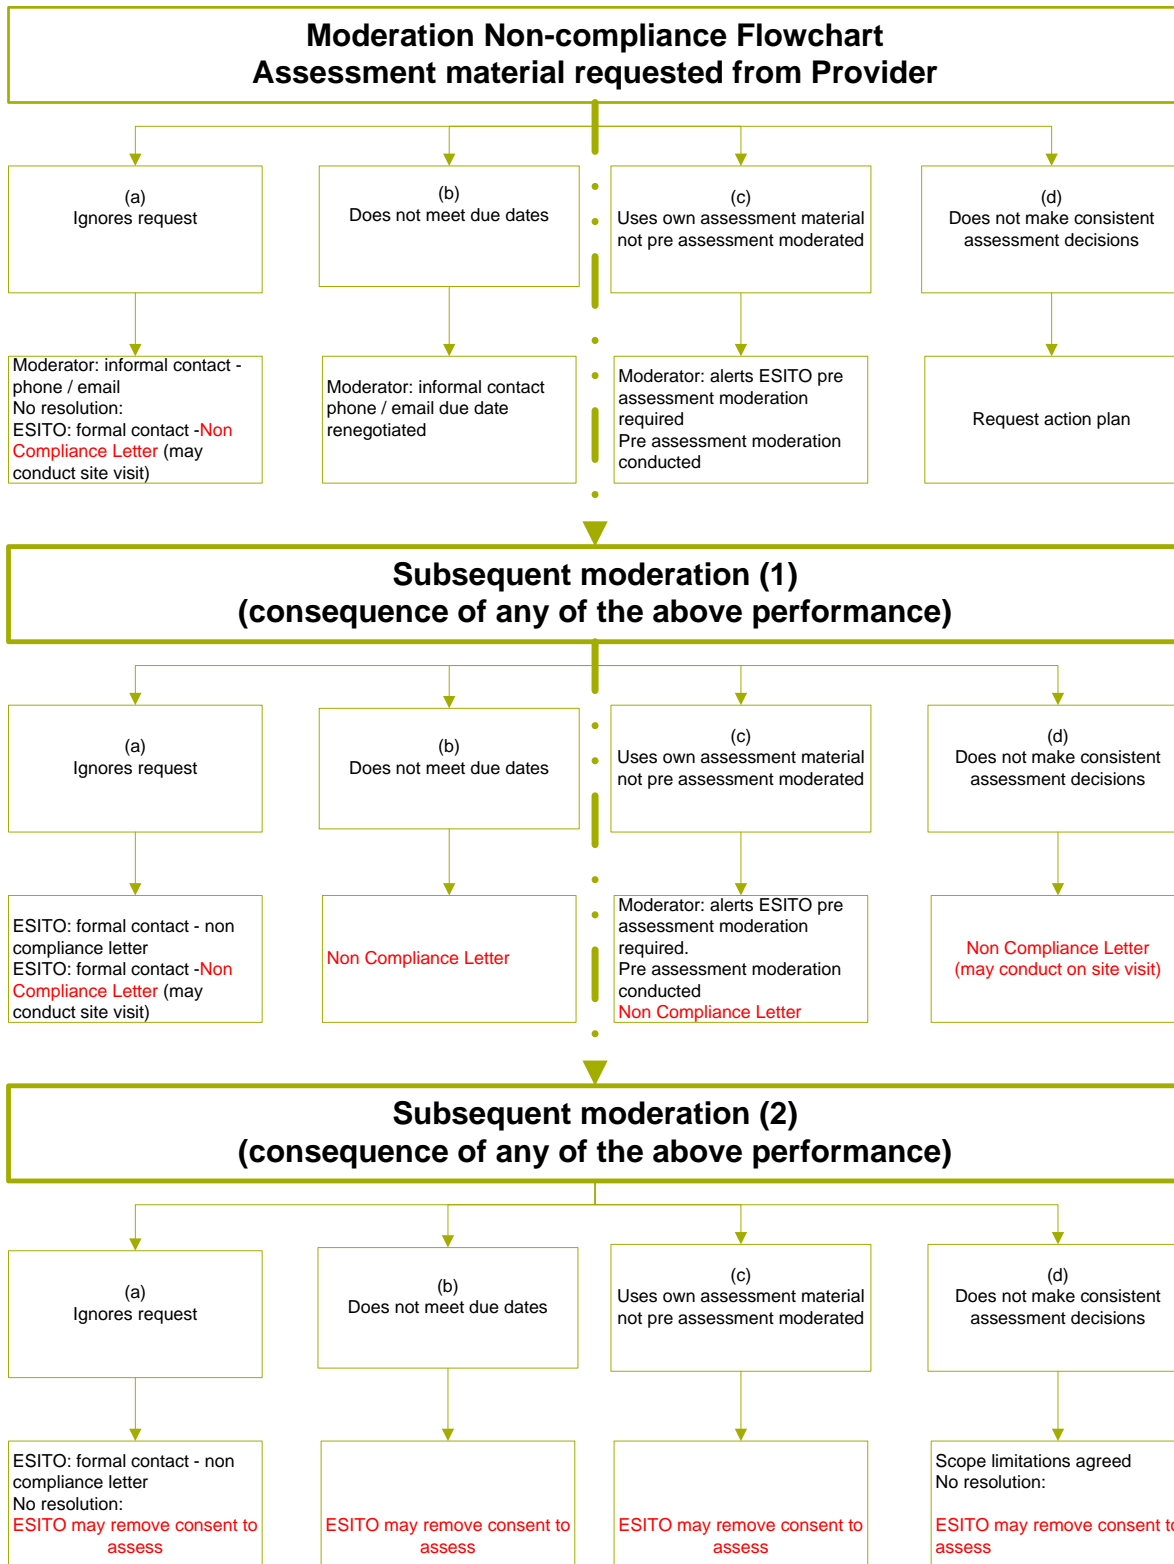 Moderation Non-compliance Flowchart
Assessment material requested from Provider
(a)
Ignores request
(b)
Does not meet due dates
(c)
Uses own assessment material
not pre assessment moderated
(d)
Does not make consistent
assessment decisions
Moderator: informal contact -
phone / email
No resolution:
ESITO: formal contact -Non
Compliance Letter (may
conduct site visit)
Moderator: informal contact
phone / email due date
renegotiated
Moderator: alerts ESITO pre
assessment moderation
required
Pre assessment moderation
conducted
Request action plan
Subsequent moderation (1)
(consequence of any of the above performance)
(a)
Ignores request
(b)
Does not meet due dates
(c)
Uses own assessment material
not pre assessment moderated
(d)
Does not make consistent
assessment decisions
ESITO: formal contact - non
compliance letter
ESITO: formal contact -Non
Compliance Letter (may
conduct site visit)
Non Compliance Letter
Moderator: alerts ESITO pre
assessment moderation
required.
Pre assessment moderation
conducted
Non Compliance Letter
Non Compliance Letter
(may conduct on site visit)
Subsequent moderation (2)
(consequence of any of the above performance)
(a)
Ignores request
(b)
Does not meet due dates
(c)
Uses own assessment material
not pre assessment moderated
(d)
Does not make consistent
assessment decisions
ESITO: formal contact - non
compliance letter
No resolution:
ESITO may remove consent to
assess
ESITO may remove consent to
assess
ESITO may remove consent to
assess
Scope limitations agreed
No resolution:
ESITO may remove consent to
assess